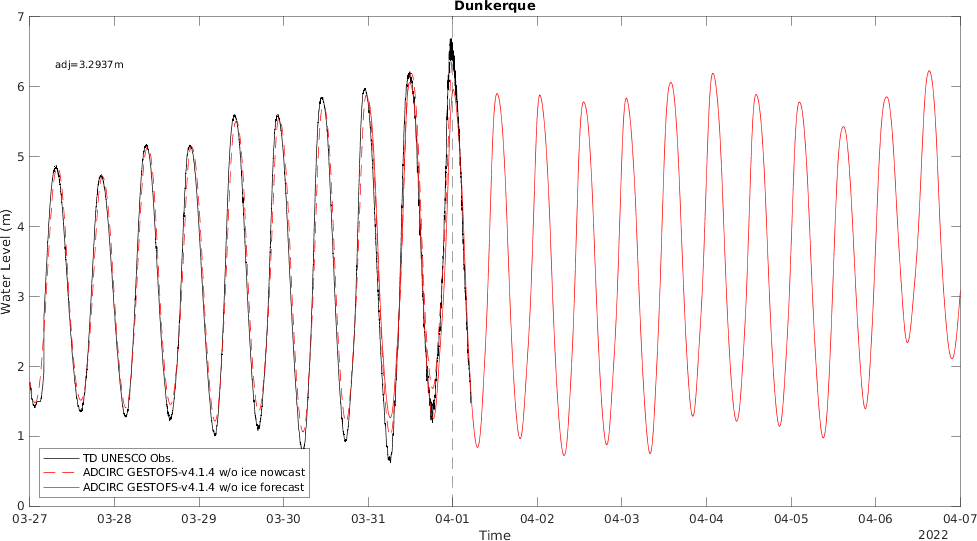 Dunkerque
7
6
5
4
3
2
1
0
Water Level (m)
adj=3.2937m
TD UNESCO Obs.
ADCIRC GESTOFS-v4.1.4 w/o ice nowcast
ADCIRC GESTOFS-v4.1.4 w/o ice forecast
03-27 03-28 03-29 03-30 03-31 04-01 04-02 04-03 04-04 04-05 04-06 04-07
Time
2022